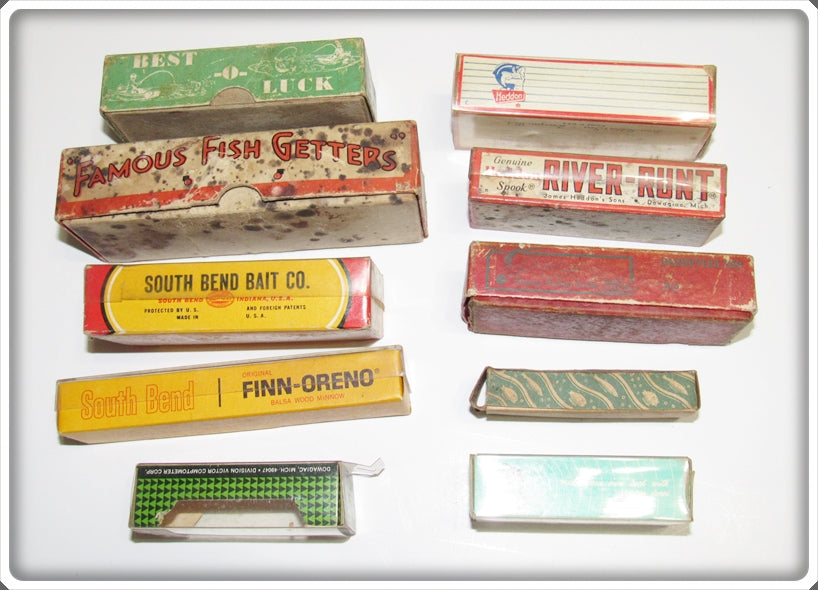 BEST
-O-
LUCK
"FAMOUS FISH GETTERS"
SOUTH BEND BAIT CO.
SOUTH BEND INDIANA, U.S.A.
PROTECTED BY U.S. AND FOREIGN PATENTS
MADE IN U.S.A.
South Bend
ORIGINAL
FINN-ORENO®
BALSA WOOD MINNOW
DOWAGIAC, MICH. 49047 • DIVISION VICTOR COMPTOMETER CORP.
Heddon
Genuine
Spook®
RIVER-RUNT®
James Heddon's Sons Dowagiac, Mich.